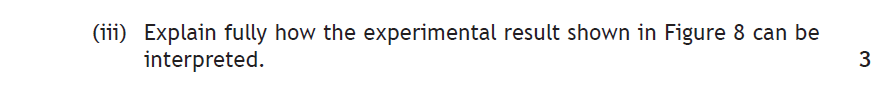 (iii) Explain fully how the experimental result shown in Figure 8 can be
interpreted. 3